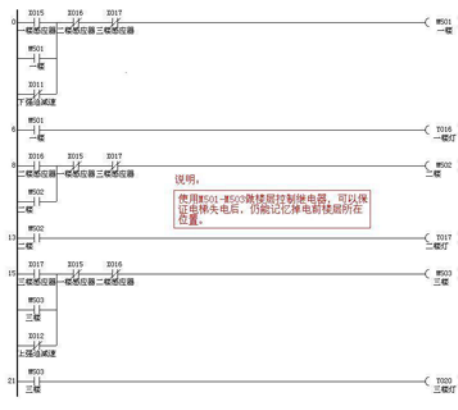 X015 X016 X017
0 M501
一楼感应器 二楼感应器 三楼感应器 一楼
M501
一楼
X011
下强迫减速
M501
6 Y016
一楼 一楼灯
X016 X015 X017
8 M502
二楼感应器 一楼感应器 三楼感应器 二楼
说明：
M502
使用M501-M503做楼层控制继电器，可以保
二楼
证电梯失电后，仍能记忆掉电前楼层所在
位置。
M502
13 Y017
二楼 二楼灯
X017 X015 X016
15 M503
三楼感应器 一楼感应器 二楼感应器 三楼
M503
三楼
X012
上强迫减速
M503
21 Y020
三楼 三楼灯